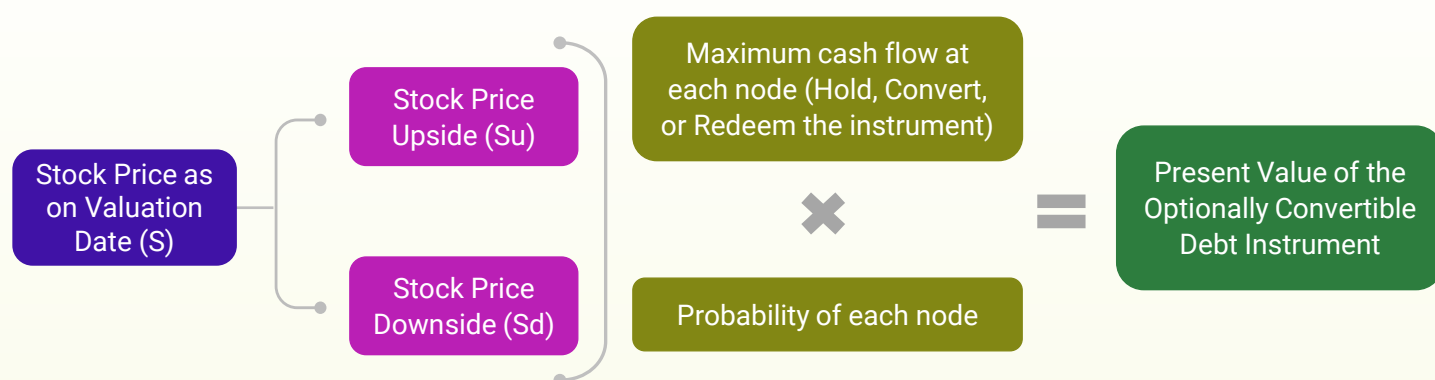 Stock Price as
on Valuation
Date (S)
Stock Price
Upside (Su)
Stock Price
Downside (Sd)
Maximum cash flow at
each node (Hold, Convert,
or Redeem the instrument)
Probability of each node
Present Value of the
Optionally Convertible
Debt Instrument